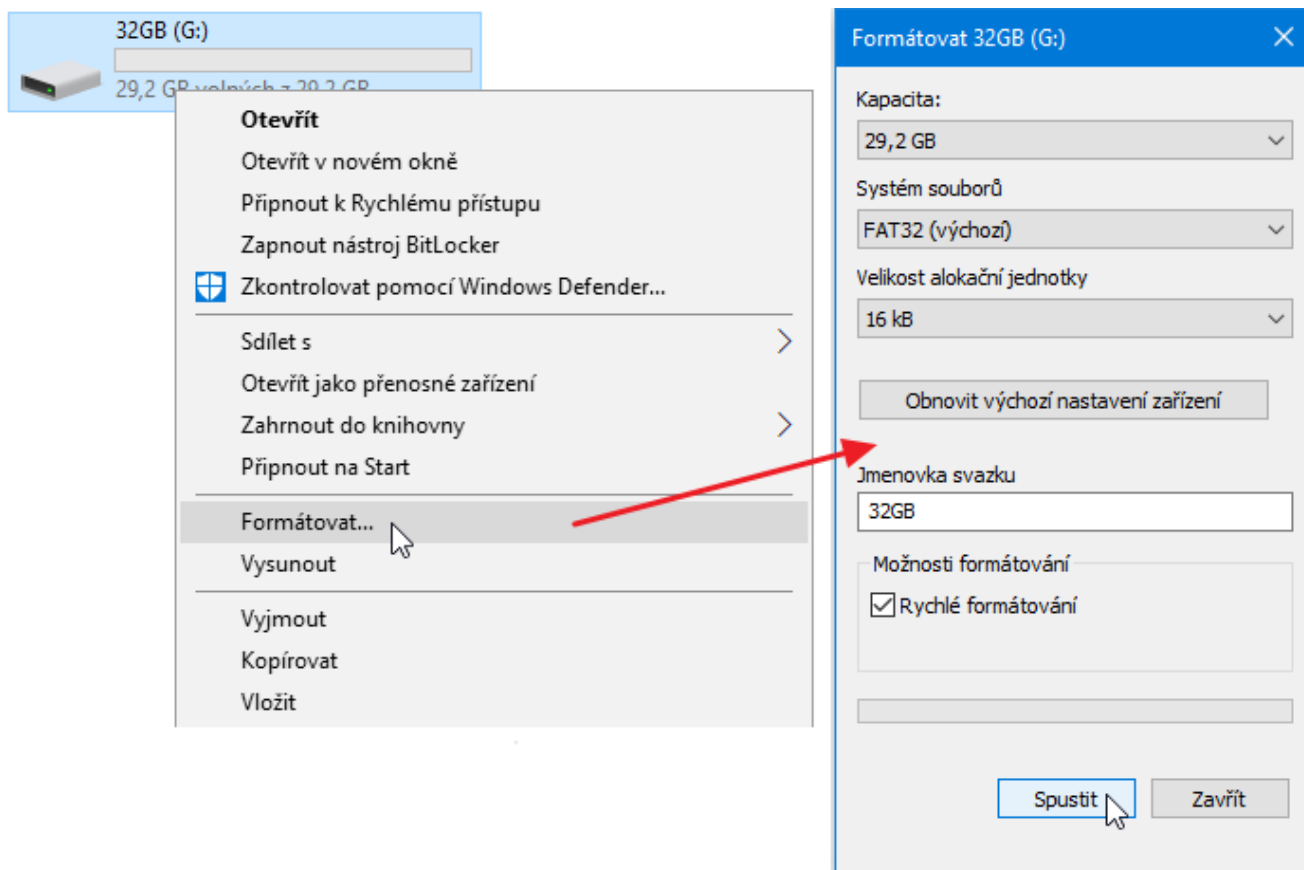 32GB (G:)
29,2 GB volných z 29,2 GB
Otevřít
Otevřít v novém okně
Připnout k Rychlému přístupu
Zapnout nástroj BitLocker
Zkontrolovat pomocí Windows Defender...
Sdílet s
Otevřít jako přenosné zařízení
Zahrnout do knihovny
Připnout na Start
Formátovat...
Vysunout
Vyjmout
Kopírovat
Vložit
Formátovat 32GB (G:)
Kapacita:
29,2 GB
Systém souborů
FAT32 (výchozí)
Velikost alokační jednotky
16 kB
Obnovit výchozí nastavení zařízení
Jmenovka svazku
32GB
Možnosti formátování
Rychlé formátování
Spustit
Zavřít